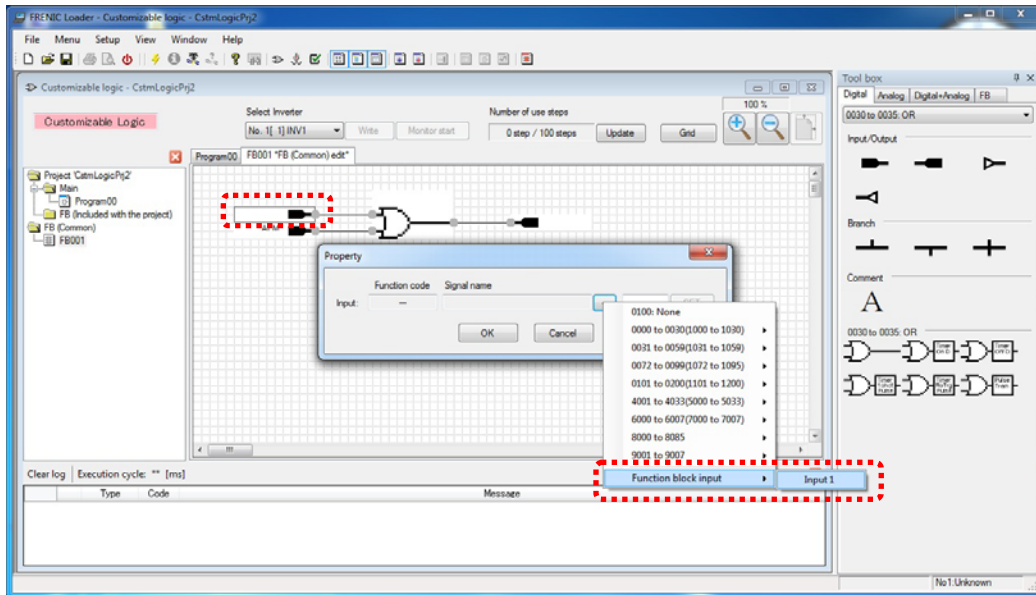 FRENIC Loader - Customizable logic - CstmLogicPrj2
File Menu Setup View Window Help
Customizable logic - CstmLogicPrj2
Customizable Logic
Select Inverter
No. 1[ 1] INV1
Write
Monitor start
Number of use steps
0 step / 100 steps
Update
Grid
100 %
Program00
FB001 "FB (Common) edit"
Project 'CstmLogicPrj2'
Main
Program00
FB (Included with the project)
FB (Common)
FB001
Property
Function code Signal name
Input:
OK
Cancel
0100: None
0000 to 0030(1000 to 1030)
0031 to 0059(1031 to 1059)
0072 to 0099(1072 to 1095)
0101 to 0200(1101 to 1200)
4001 to 4033(5000 to 5033)
6000 to 6007(7000 to 7007)
8000 to 8085
9001 to 9007
Function block input
Input 1
Clear log
Execution cycle: ** [ms]
Type Code Message
Tool box
Digital Analog Digital+Analog FB
0030 to 0035: OR
Input/Output
Branch
Comment
A
0030 to 0035: OR
No1:Unknown